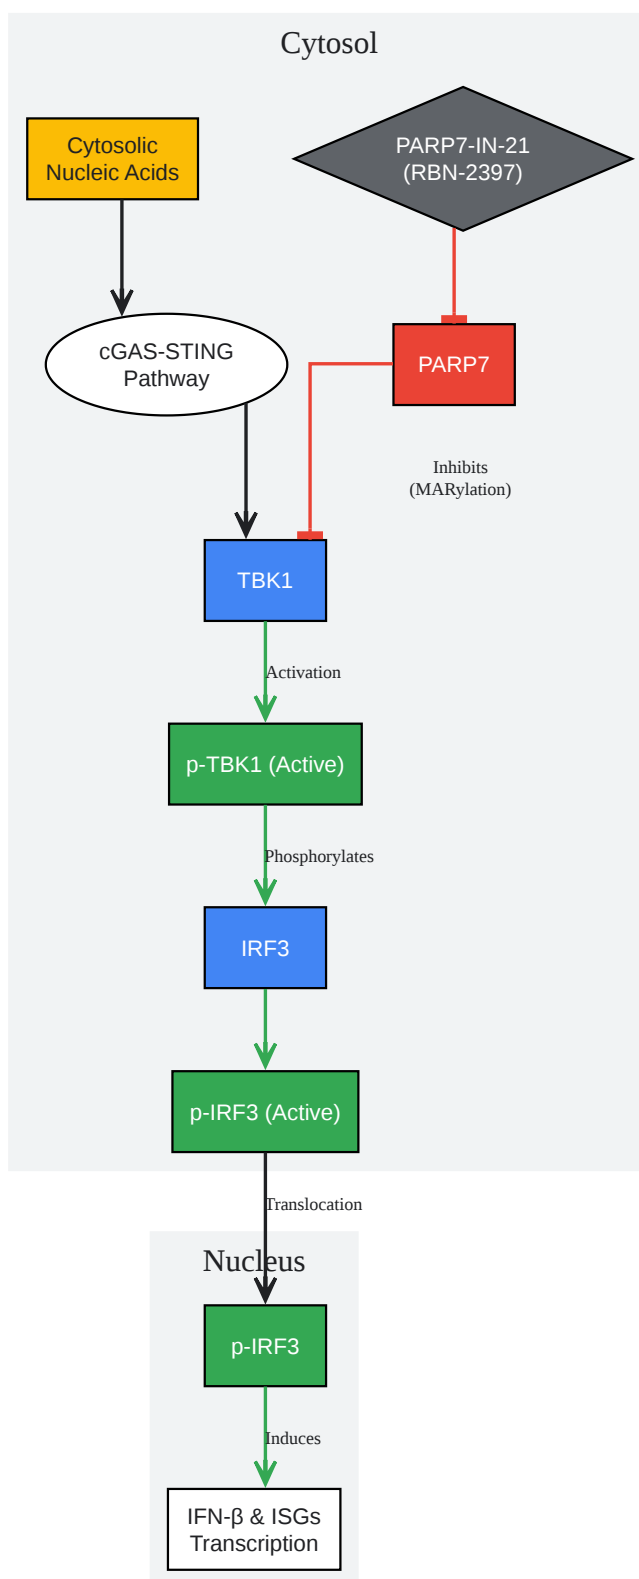 Cytosol
Cytosolic
Nucleic Acids
PARP7-IN-21
(RBN-2397)
cGAS-STING
Pathway
PARP7
Inhibits
(MARylation)
TBK1
Activation
p-TBK1 (Active)
Phosphorylates
IRF3
p-IRF3 (Active)
Translocation
Nucleus
p-IRF3
Induces
IFN-β & ISGs
Transcription